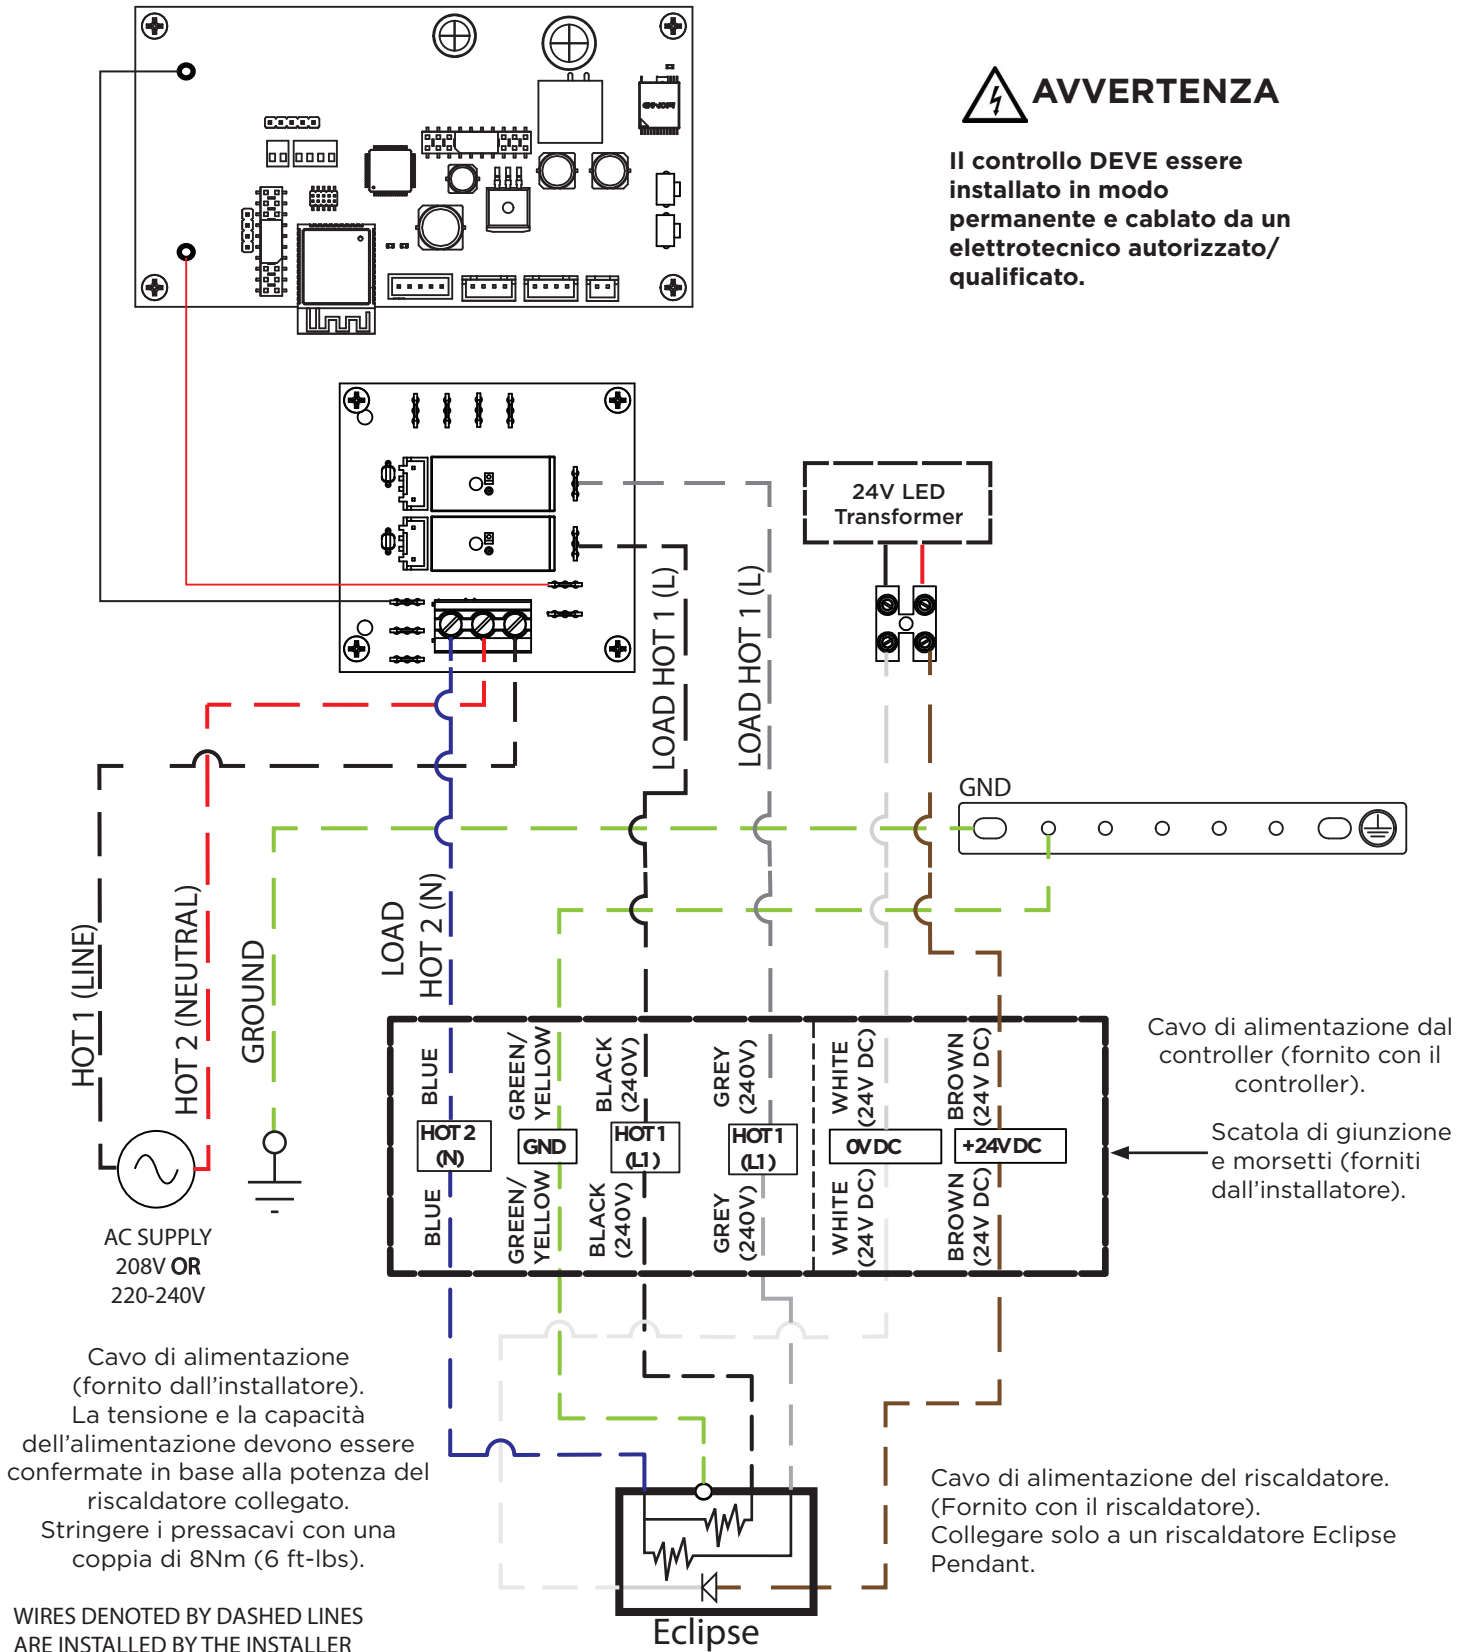 AVVERTENZA
Il controllo DEVE essere
installato in modo
permanente e cablato da un
elettrotecnico autorizzato/
qualificato.
24V LED
Transformer
LOAD HOT 1 (L)
LOAD HOT 1 (L)
GND
HOT 1 (LINE)
HOT 2 (NEUTRAL)
GROUND
LOAD
HOT 2 (N)
BLUE
GREEN/
YELLOW
BLACK
(240V)
GREY
(240V)
WHITE
(24V DC)
BROWN
(24V DC)
HOT 2
(N)
GND
HOT 1
(L1)
HOT 1
(L1)
0V DC
+24V DC
BLUE
GREEN/
YELLOW
BLACK
(240V)
GREY
(240V)
WHITE
(24V DC)
BROWN
(24V DC)
Cavo di alimentazione dal
controller (fornito con il
controller).
Scatola di giunzione
e morsetti (forniti
dall'installatore).
AC SUPPLY
208V OR
220-240V
Cavo di alimentazione
(fornito dall'installatore).
La tensione e la capacità
dell'alimentazione devono essere
confermate in base alla potenza del
riscaldatore collegato.
Stringere i pressacavi con una
coppia di 8Nm (6 ft-lbs).
Cavo di alimentazione del riscaldatore.
(Fornito con il riscaldatore).
Collegare solo a un riscaldatore Eclipse
Pendant.
Eclipse
WIRES DENOTED BY DASHED LINES
ARE INSTALLED BY THE INSTALLER